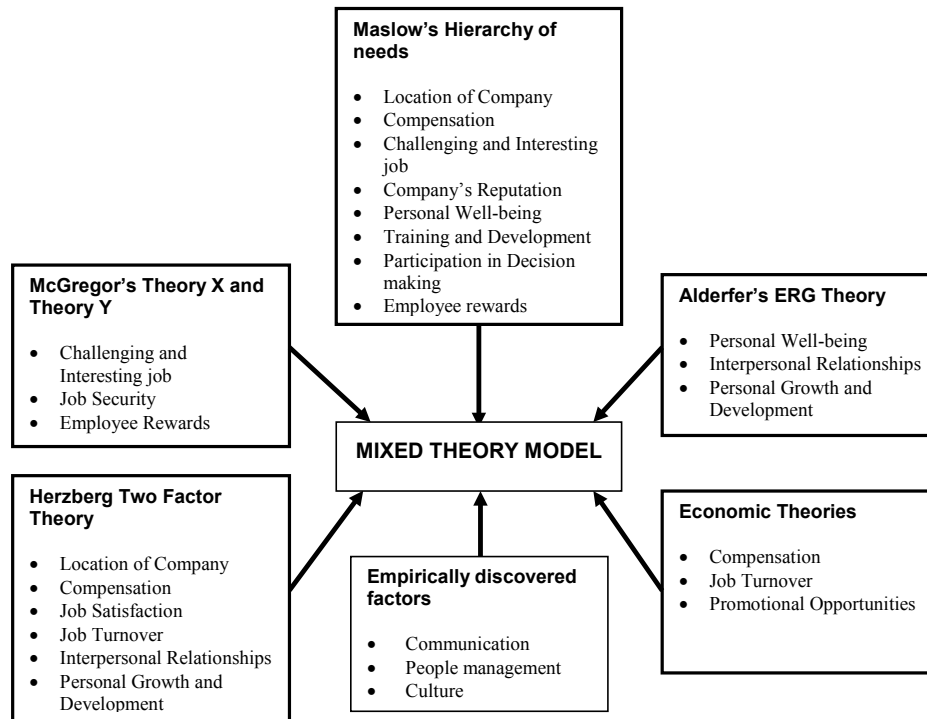 Maslow's Hierarchy of
needs
• Location of Company
• Compensation
• Challenging and Interesting
job
• Company's Reputation
• Personal Well-being
• Training and Development
• Participation in Decision
making
• Employee rewards
McGregor's Theory X and
Theory Y
• Challenging and
Interesting job
• Job Security
• Employee Rewards
Alderfer's ERG Theory
• Personal Well-being
• Interpersonal Relationships
• Personal Growth and
Development
MIXED THEORY MODEL
Herzberg Two Factor
Theory
• Location of Company
• Compensation
• Job Satisfaction
• Job Turnover
• Interpersonal Relationships
• Personal Growth and
Development
Empirically discovered
factors
• Communication
• People management
• Culture
Economic Theories
• Compensation
• Job Turnover
• Promotional Opportunities